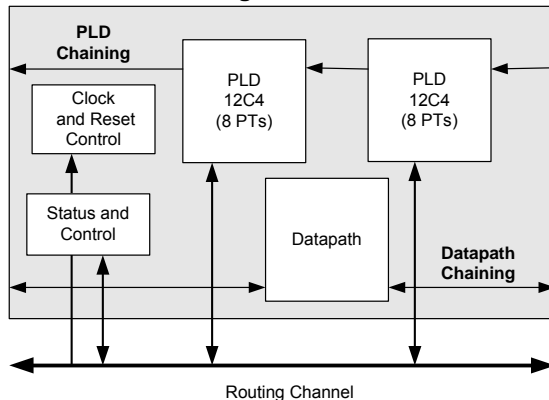 PLD
Chaining
PLD
12C4
(8 PTs)
PLD
12C4
(8 PTs)
Clock
and Reset
Control
Status and
Control
Datapath
Datapath
Chaining
Routing Channel